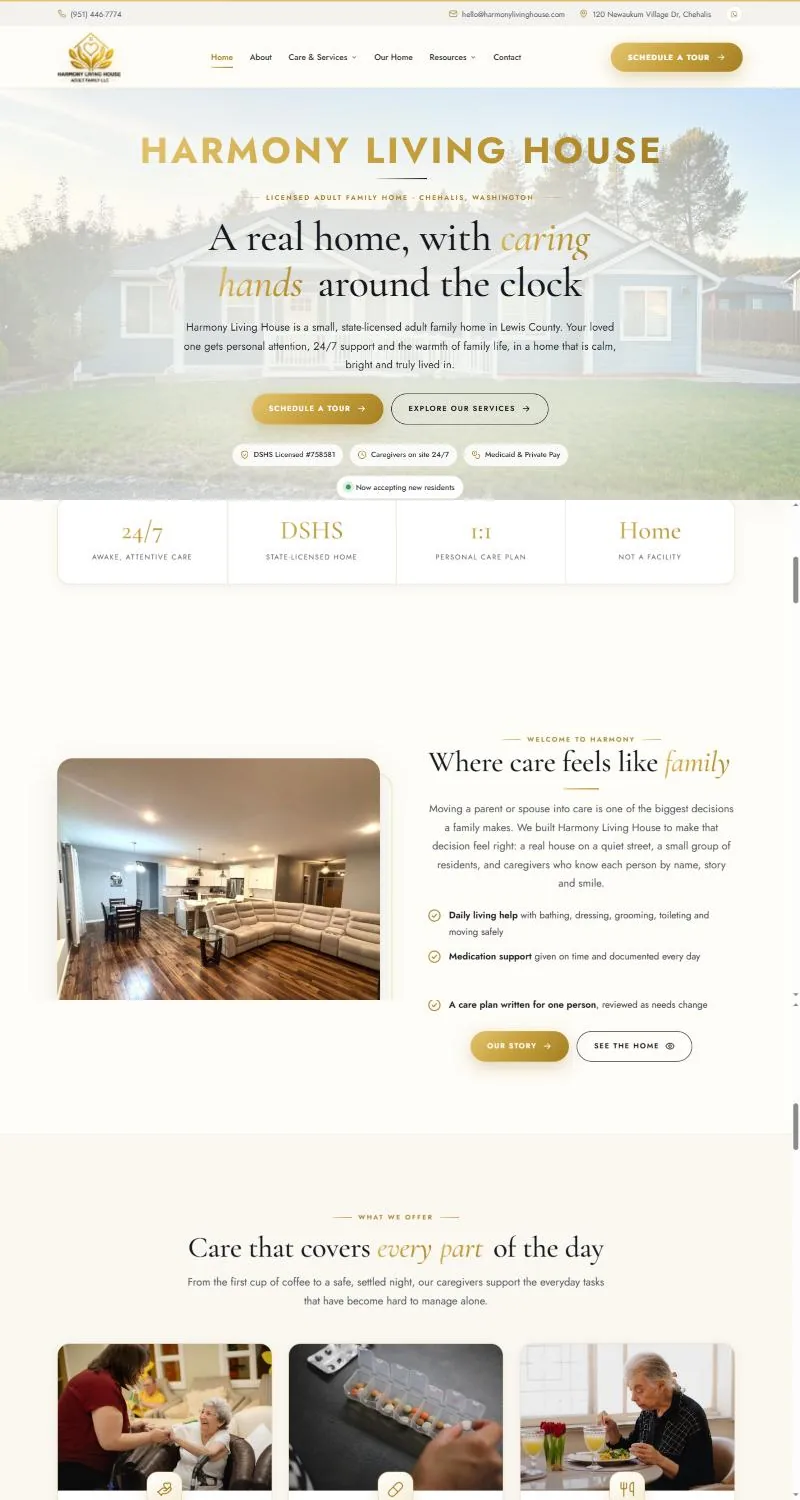 (951) 446-7774
hello@harmonylivinghouse.com
120 Newaukum Village Dr, Chehalis
HARMONY LIVING HOUSE
ADULT FAMILY LLC
Home
About
Care & Services
Our Home
Resources
Contact
SCHEDULE A TOUR →
HARMONY LIVING HOUSE
LICENSED ADULT FAMILY HOME · CHEHALIS, WASHINGTON
A real home, with caring
hands around the clock
Harmony Living House is a small, state-licensed adult family home in Lewis County. Your loved
one gets personal attention, 24/7 support and the warmth of family life, in a home that is calm,
bright and truly lived in.
SCHEDULE A TOUR →
EXPLORE OUR SERVICES →
DSHS Licensed #758581
Caregivers on site 24/7
Medicaid & Private Pay
Now accepting new residents
24/7
AWAKE, ATTENTIVE CARE
DSHS
STATE-LICENSED HOME
1:1
PERSONAL CARE PLAN
Home
NOT A FACILITY
WELCOME TO HARMONY
Where care feels like family
Moving a parent or spouse into care is one of the biggest decisions
a family makes. We built Harmony Living House to make that
decision feel right: a real house on a quiet street, a small group of
residents, and caregivers who know each person by name, story
and smile.
Daily living help with bathing, dressing, grooming, toileting and
moving safely
Medication support given on time and documented every day
A care plan written for one person, reviewed as needs change
OUR STORY →
SEE THE HOME
WHAT WE OFFER
Care that covers every part of the day
From the first cup of coffee to a safe, settled night, our caregivers support the everyday tasks
that have become hard to manage alone.